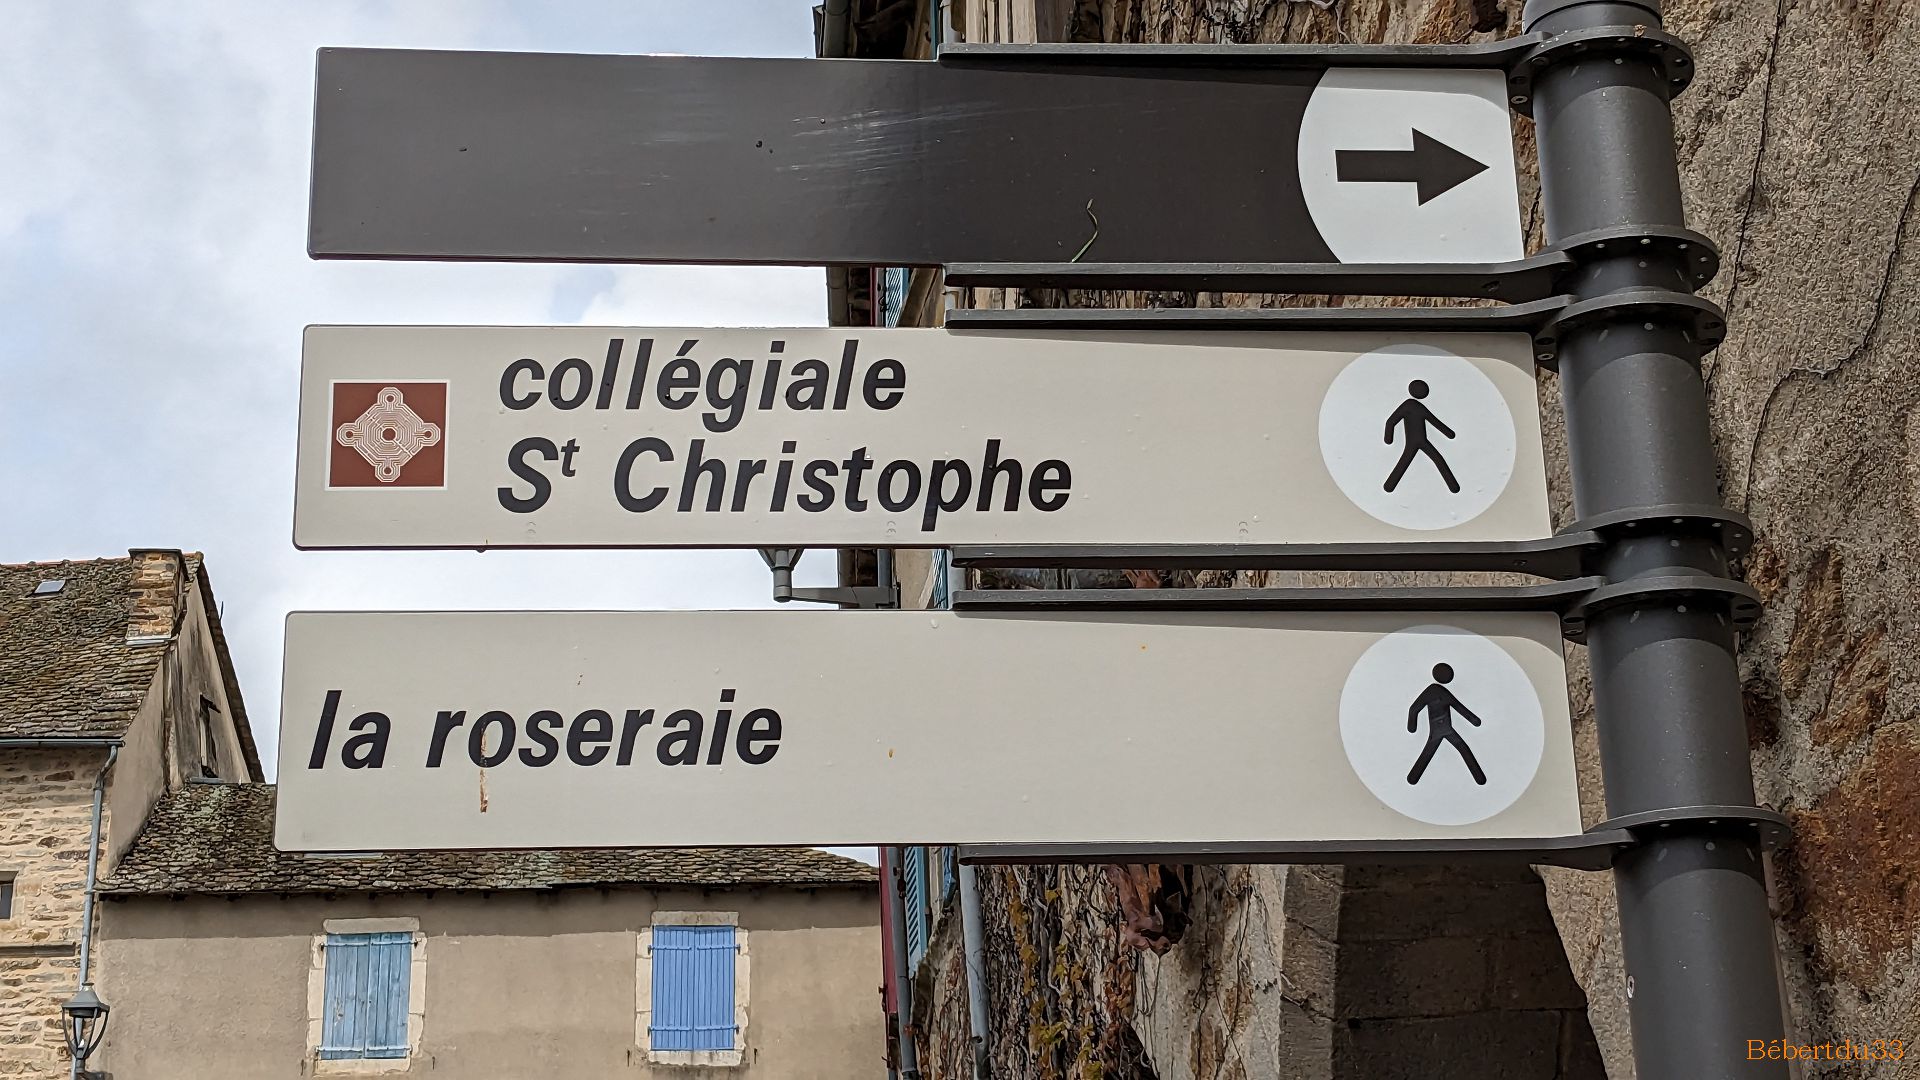 collégiale
St Christophe
la roseraie
Bébertdu33